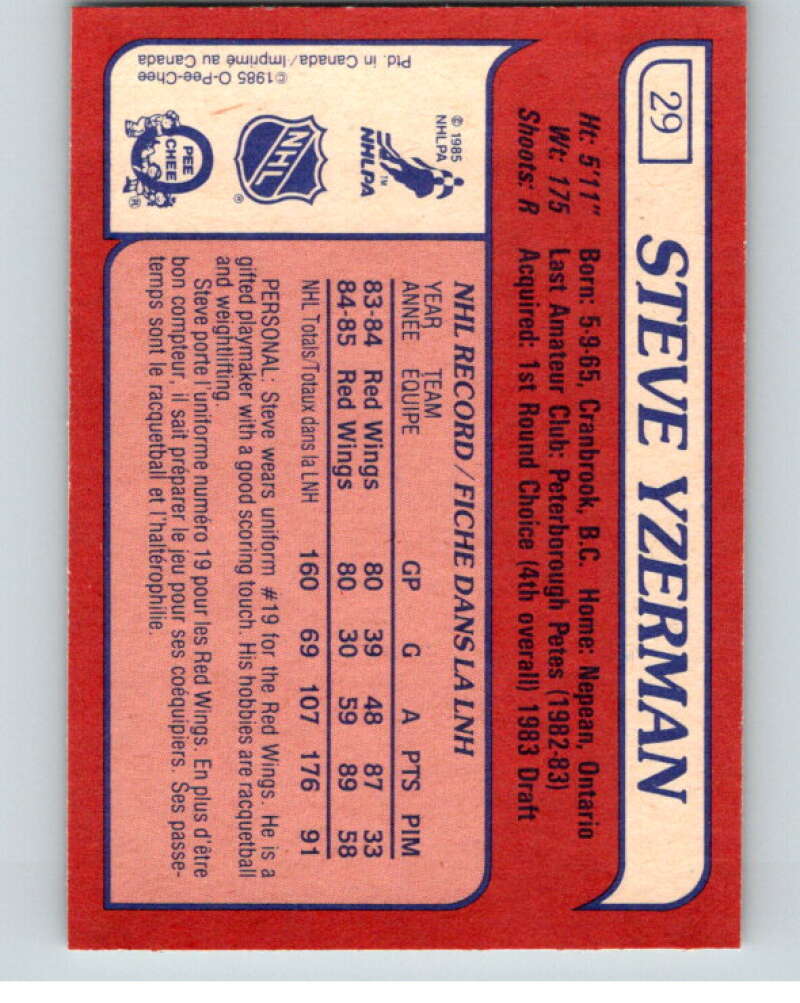 29
STEVE YZERMAN
Ht: 5'11" Born: 5-9-65, Cranbrook, B.C. Home: Nepean, Ontario
Wt: 175 Last Amateur Club: Peterborough Petes (1982-83)
Shoots: R Acquired: 1st Round Choice (4th overall) 1983 Draft
NHL RECORD / FICHE DANS LA LNH
YEAR TEAM
ANNÉE ÉQUIPE GP G A PTS PIM
83-84 Red Wings 80 39 48 87 33
84-85 Red Wings 80 30 59 89 58
NHL Totals/Totaux dans la LNH 160 69 107 176 91
PERSONAL: Steve wears uniform #19 for the Red Wings. He is a
gifted playmaker with a good scoring touch. His hobbies are racquetball
and weightlifting.
Steve porte l'uniforme numéro 19 pour les Red Wings. En plus d'être
bon compteur, il sait préparer le jeu pour ses coéquipiers. Ses passe-
temps sont le racquetball et l'haltérophilie.
© 1985
NHLPA
NHLPA
TM
NHL
®
O
PEE
CHEE
®
©1985 O-Pee-Chee
Ptd. in Canada/Imprimé au Canada